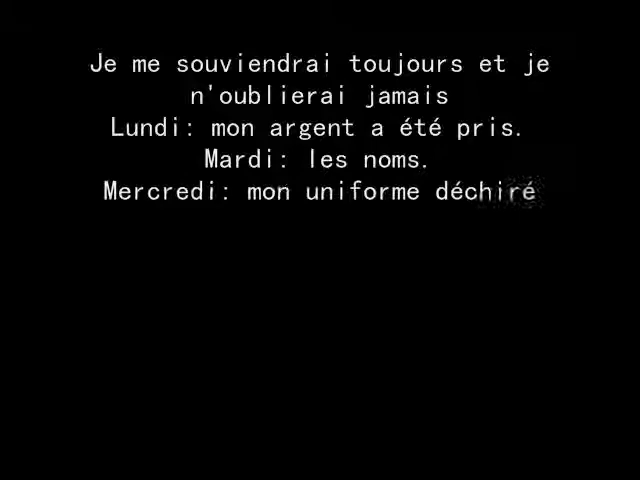 Je me souviendrai toujours et je
n'oublierai jamais
Lundi: mon argent a été pris.
Mardi: les noms.
Mercredi: mon uniforme déchiré